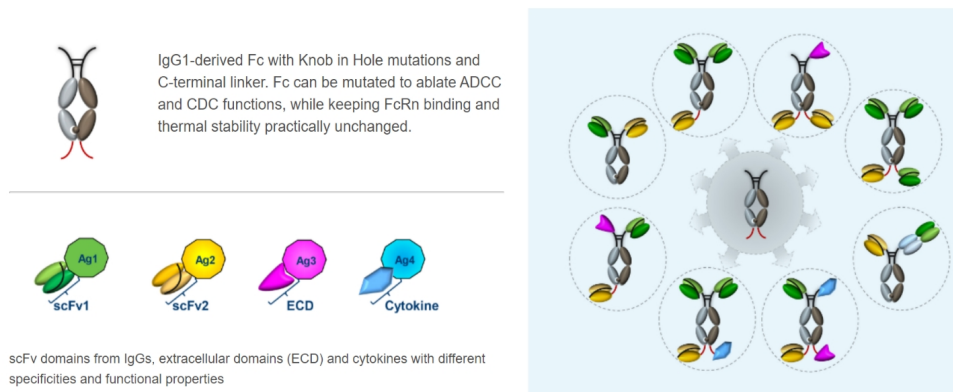 IgG1-derived Fc with Knob in Hole mutations and
C-terminal linker. Fc can be mutated to ablate ADCC
and CDC functions, while keeping FcRn binding and
thermal stability practically unchanged.
Ag1
Ag2
Ag3
Ag4
scFv1
scFv2
ECD
Cytokine
scFv domains from IgGs, extracellular domains (ECD) and cytokines with different
specificities and functional properties